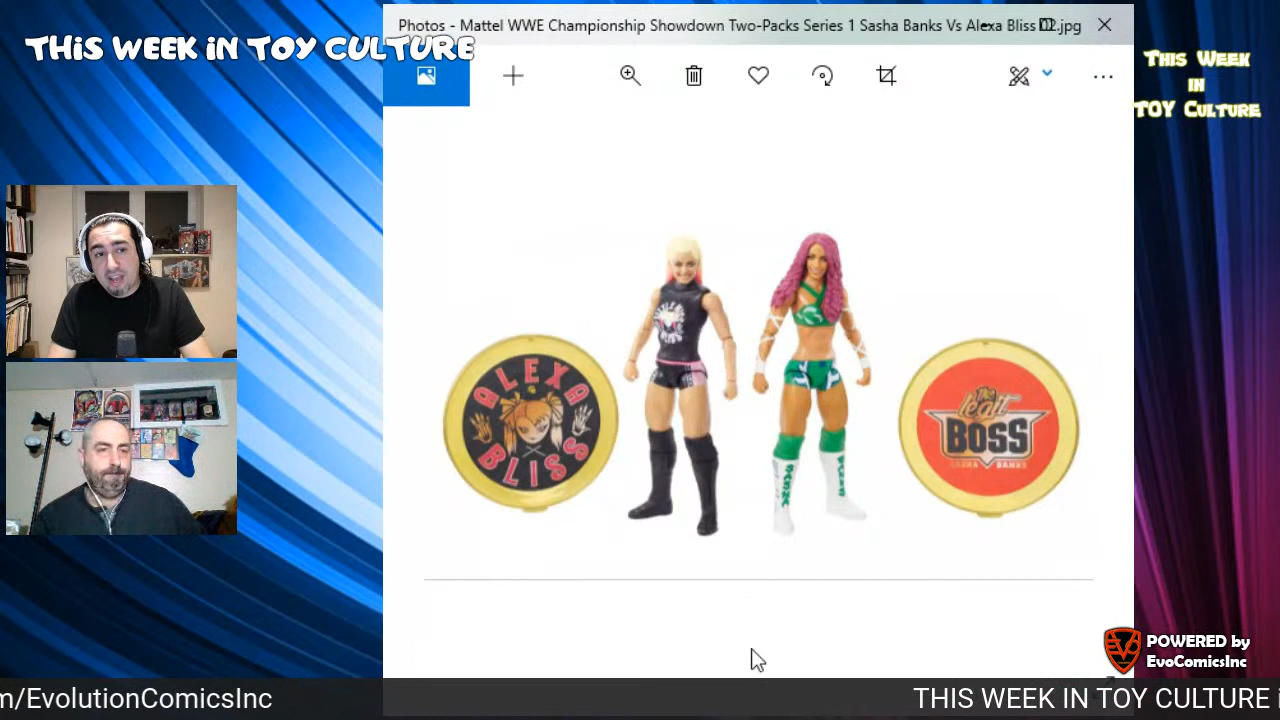 Photos - Mattel WWE Championship Showdown Two-Packs Series 1 Sasha Banks Vs Alexa Bliss 02.jpg
THiS WEEK iN TOY CULTURE
This Week
in
TOY Culture
ALEXA
BLISS
legit
BOSS
SASHA BANKS
POWERED by
EvoComicsInc
m/EvolutionComicsInc
THIS WEEK IN TOY CULTURE i